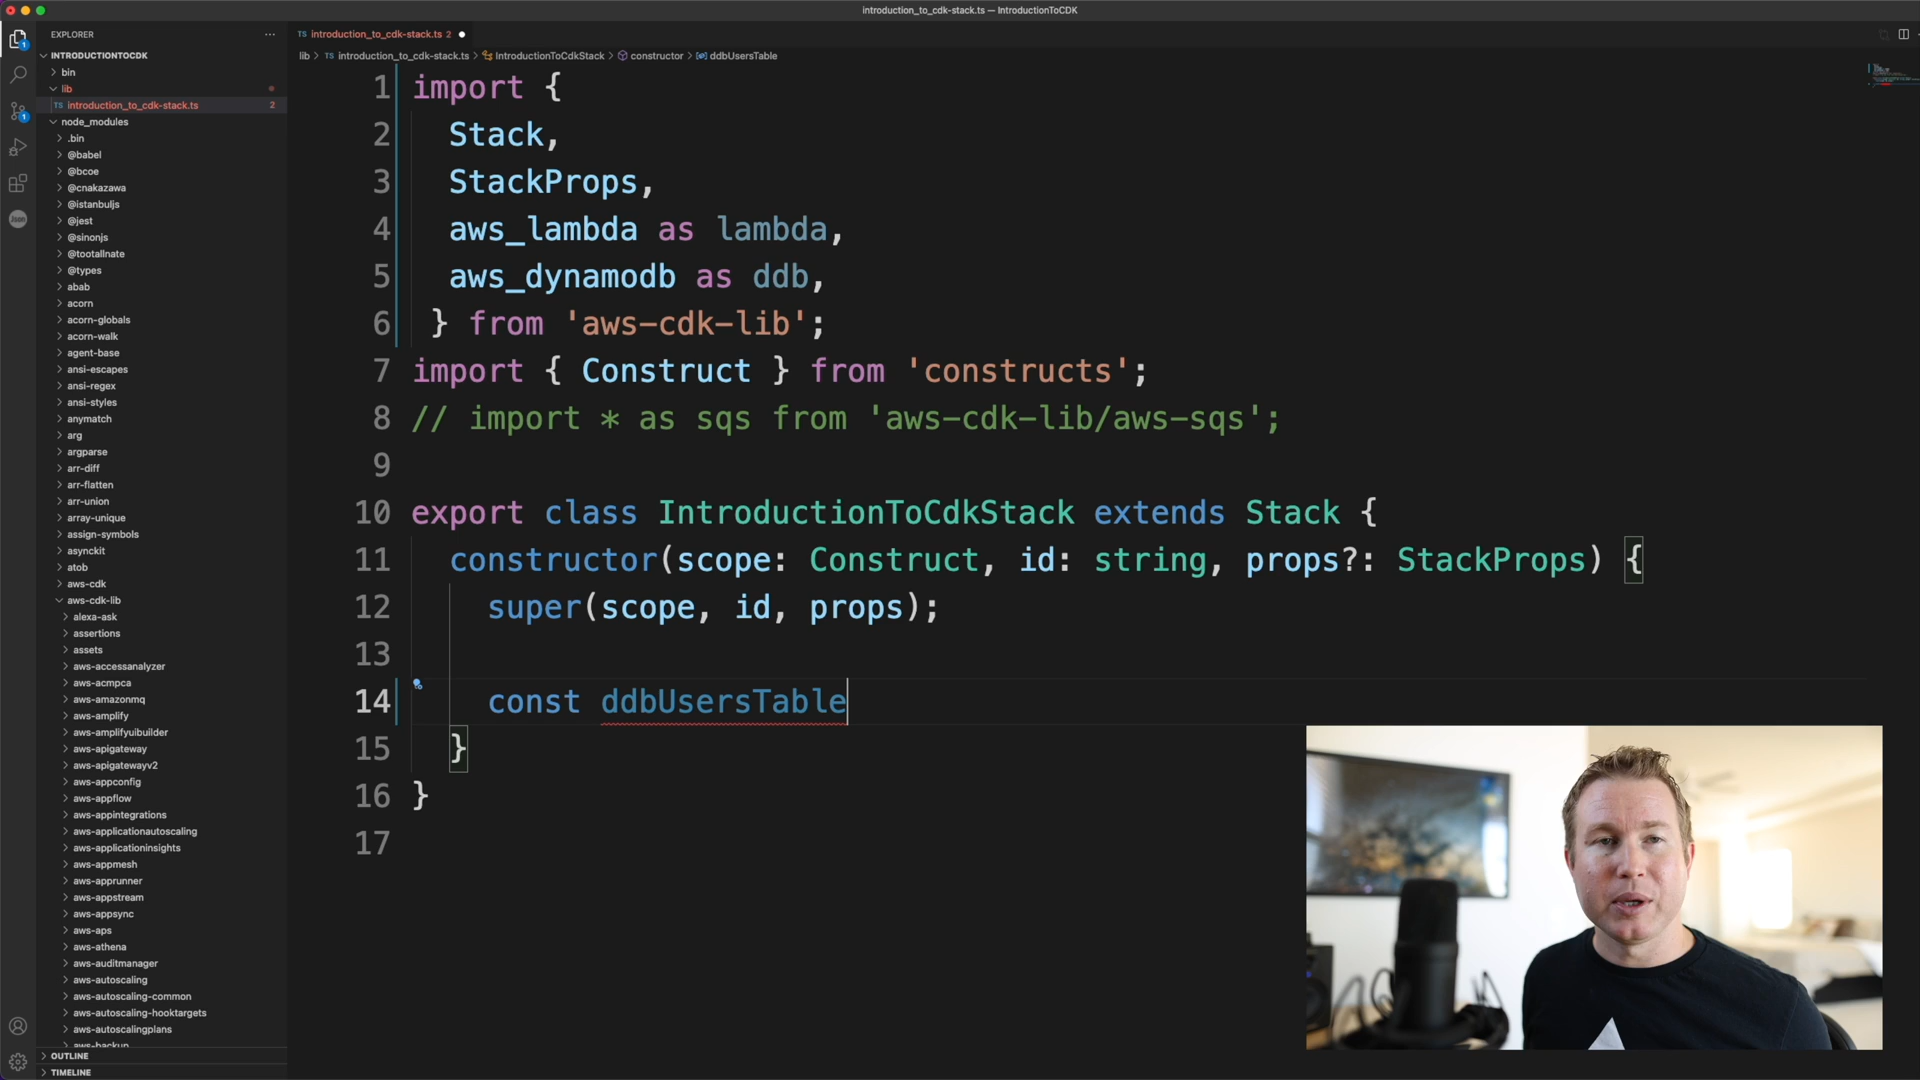 introduction_to_cdk-stack.ts — IntroductionToCDK
EXPLORER
INTRODUCTIONTOCDK
bin
lib
TS introduction_to_cdk-stack.ts 2
node_modules
.bin
@babel
@bcoe
@cnakazawa
@istanbuljs
@jest
@sinonjs
@tootallnate
@types
abab
acorn
acorn-globals
acorn-walk
agent-base
ansi-escapes
ansi-regex
ansi-styles
anymatch
arg
argparse
arr-diff
arr-flatten
arr-union
array-unique
assign-symbols
asynckit
atob
aws-cdk
aws-cdk-lib
alexa-ask
assertions
assets
aws-accessanalyzer
aws-acmpca
aws-amazonmq
aws-amplify
aws-amplifyuibuilder
aws-apigateway
aws-apigatewayv2
aws-appconfig
aws-appflow
aws-appintegrations
aws-applicationautoscaling
aws-applicationinsights
aws-appmesh
aws-apprunner
aws-appstream
aws-appsync
aws-aps
aws-athena
aws-auditmanager
aws-autoscaling
aws-autoscaling-common
aws-autoscaling-hooktargets
aws-autoscalingplans
aws-backup
OUTLINE
TIMELINE
TS introduction_to_cdk-stack.ts 2
lib > TS introduction_to_cdk-stack.ts > IntroductionToCdkStack > constructor > ddbUsersTable
1 import {
2 Stack,
3 StackProps,
4 aws_lambda as lambda,
5 aws_dynamodb as ddb,
6 } from 'aws-cdk-lib';
7 import { Construct } from 'constructs';
8 // import * as sqs from 'aws-cdk-lib/aws-sqs';
9
10 export class IntroductionToCdkStack extends Stack {
11 constructor(scope: Construct, id: string, props?: StackProps) {
12 super(scope, id, props);
13
14 const ddbUsersTable
15 }
16 }
17